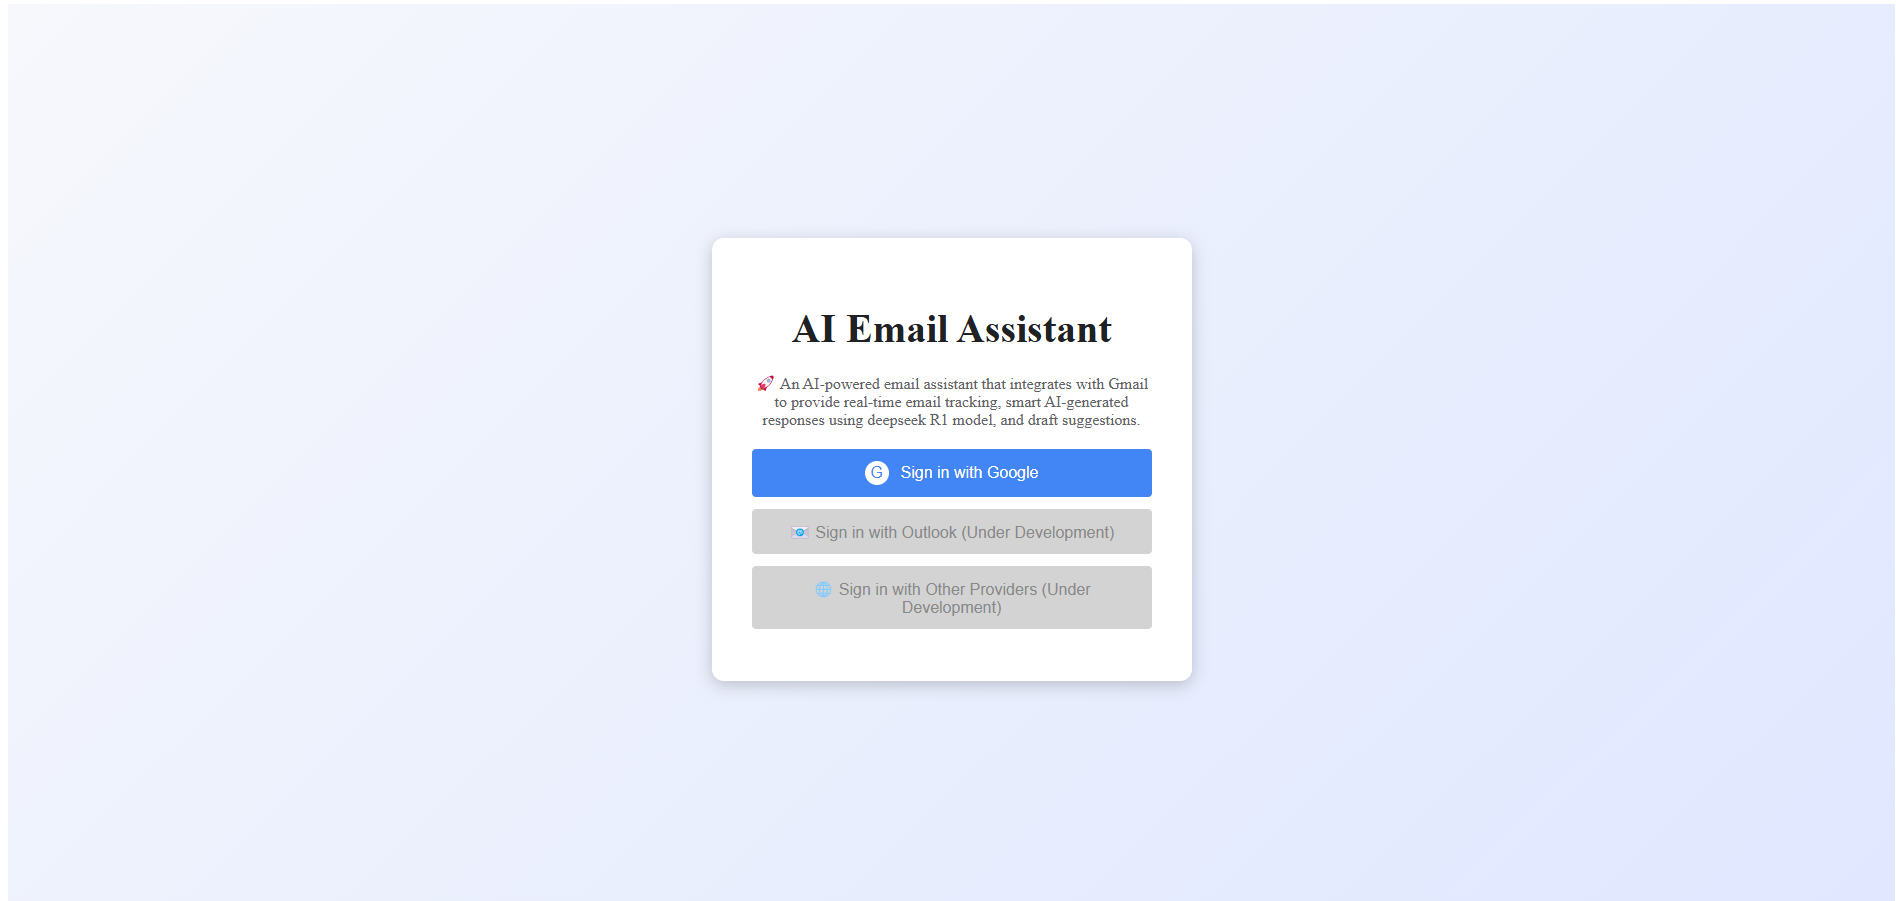 AI Email Assistant
🚀 An AI-powered email assistant that integrates with Gmail
to provide real-time email tracking, smart AI-generated
responses using deepseek R1 model, and draft suggestions.
G Sign in with Google
📧 Sign in with Outlook (Under Development)
🌐 Sign in with Other Providers (Under
Development)